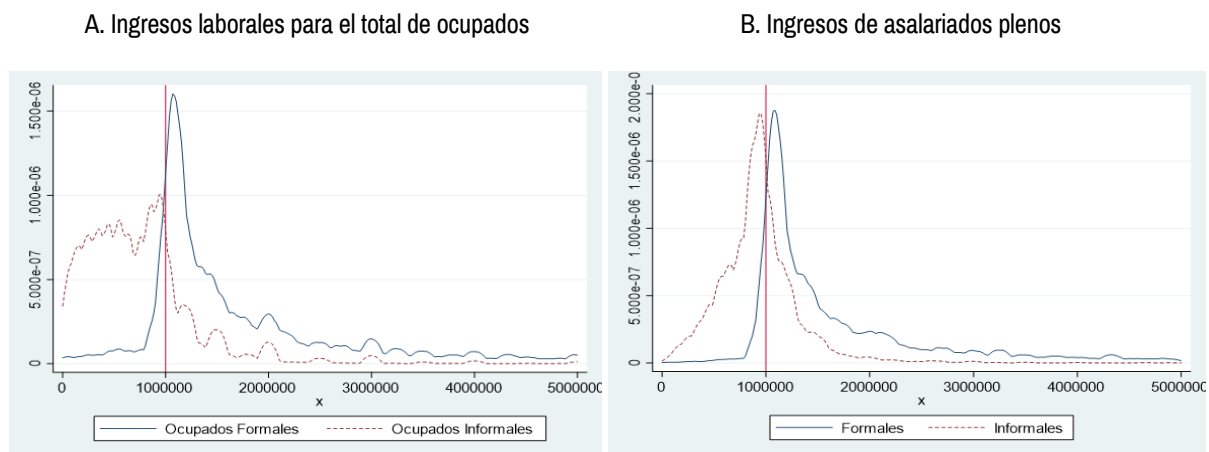 A. Ingresos laborales para el total de ocupados
B. Ingresos de asalariados plenos
1.500e-06
1.000e-06
5.000e-07
0
0 1000000 2000000 3000000 4000000 5000000
x
Ocupados Formales Ocupados Informales
2.000e-0
1.500e-06
1.000e-06
5.000e-07
0
0 1000000 2000000 3000000 4000000 5000000
x
Formales Informales